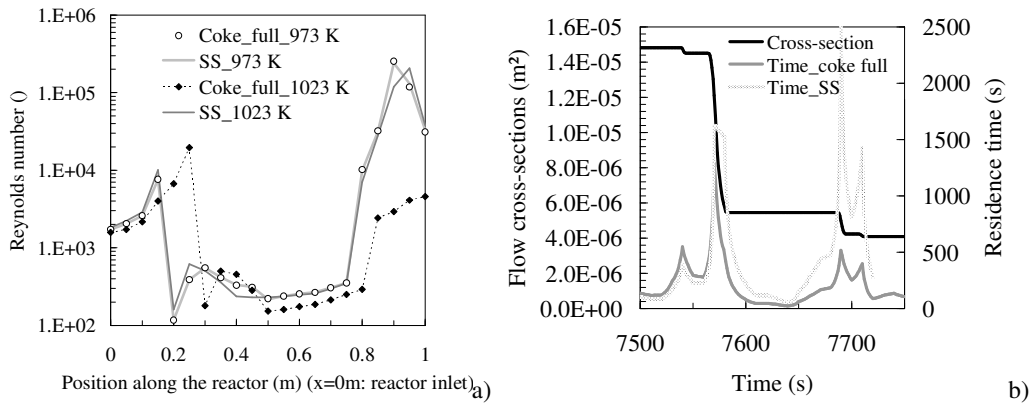 1.E+06
1.E+05
1.E+04
1.E+03
1.E+02
Reynolds number ()
Coke_full_973 K
SS_973 K
Coke_full_1023 K
SS_1023 K
0 0.2 0.4 0.6 0.8 1
Position along the reactor (m) (x=0m: reactor inlet)
a)
1.6E-05
1.4E-05
1.2E-05
1.0E-05
8.0E-06
6.0E-06
4.0E-06
2.0E-06
0.0E+00
Flow cross-sections (m²)
Cross-section
Time_coke full
Time_SS
2500
2000
1500
1000
500
0
Residence time (s)
7500 7600 7700
Time (s)
b)